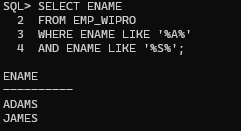 SQL> SELECT ENAME
  2  FROM EMP_WIPRO
  3  WHERE ENAME LIKE '%A%'
  4  AND ENAME LIKE '%S%';
ENAME
----------
ADAMS
JAMES